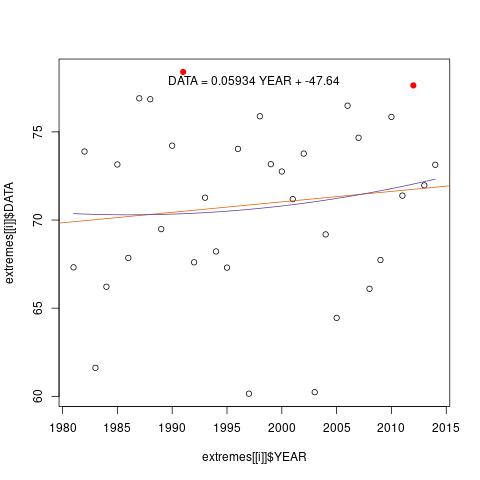 DATA = 0.05934 YEAR + -47.64
75
70
65
60
extremes[[i]]$DATA
1980 1985 1990 1995 2000 2005 2010 2015
extremes[[i]]$YEAR